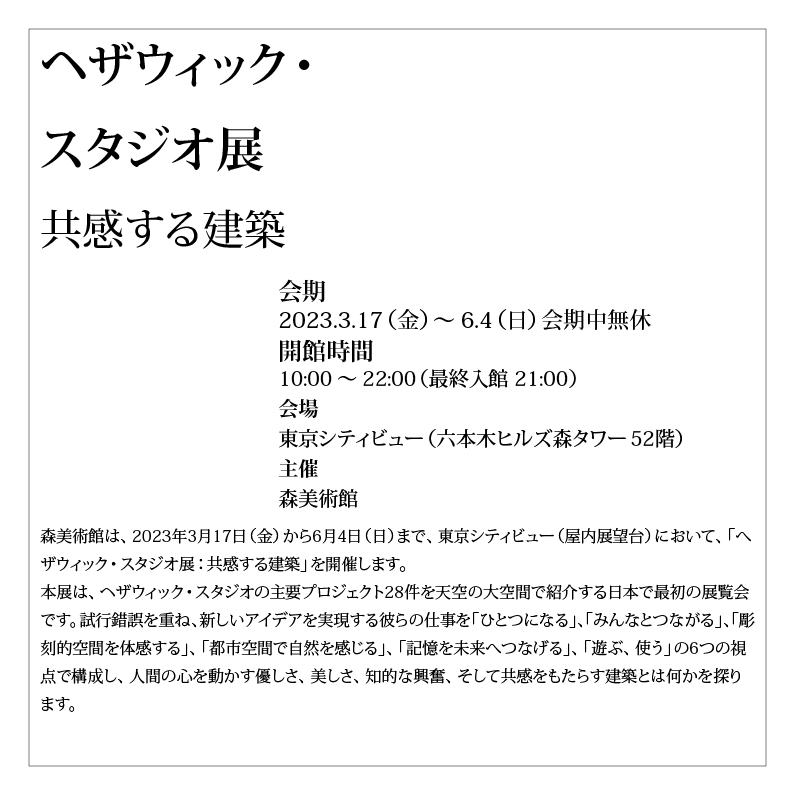 ヘザウィック・
スタジオ展
共感する建築
会期
2023.3.17（金）〜 6.4（日）会期中無休
開館時間
10:00 〜 22:00（最終入館 21:00）
会場
東京シティビュー（六本木ヒルズ森タワー 52階）
主催
森美術館
森美術館は、2023年3月17日（金）から6月4日（日）まで、東京シティビュー（屋内展望台）において、「ヘ
ザウィック・スタジオ展：共感する建築」を開催します。
本展は、ヘザウィック・スタジオの主要プロジェクト28件を天空の大空間で紹介する日本で最初の展覧会
です。試行錯誤を重ね、新しいアイデアを実現する彼らの仕事を「ひとつになる」、「みんなとつながる」、「彫
刻的空間を体感する」、「都市空間で自然を感じる」、「記憶を未来へつなげる」、「遊ぶ、使う」の6つの視
点で構成し、人間の心を動かす優しさ、美しさ、知的な興奮、そして共感をもたらす建築とは何かを探り
ます。